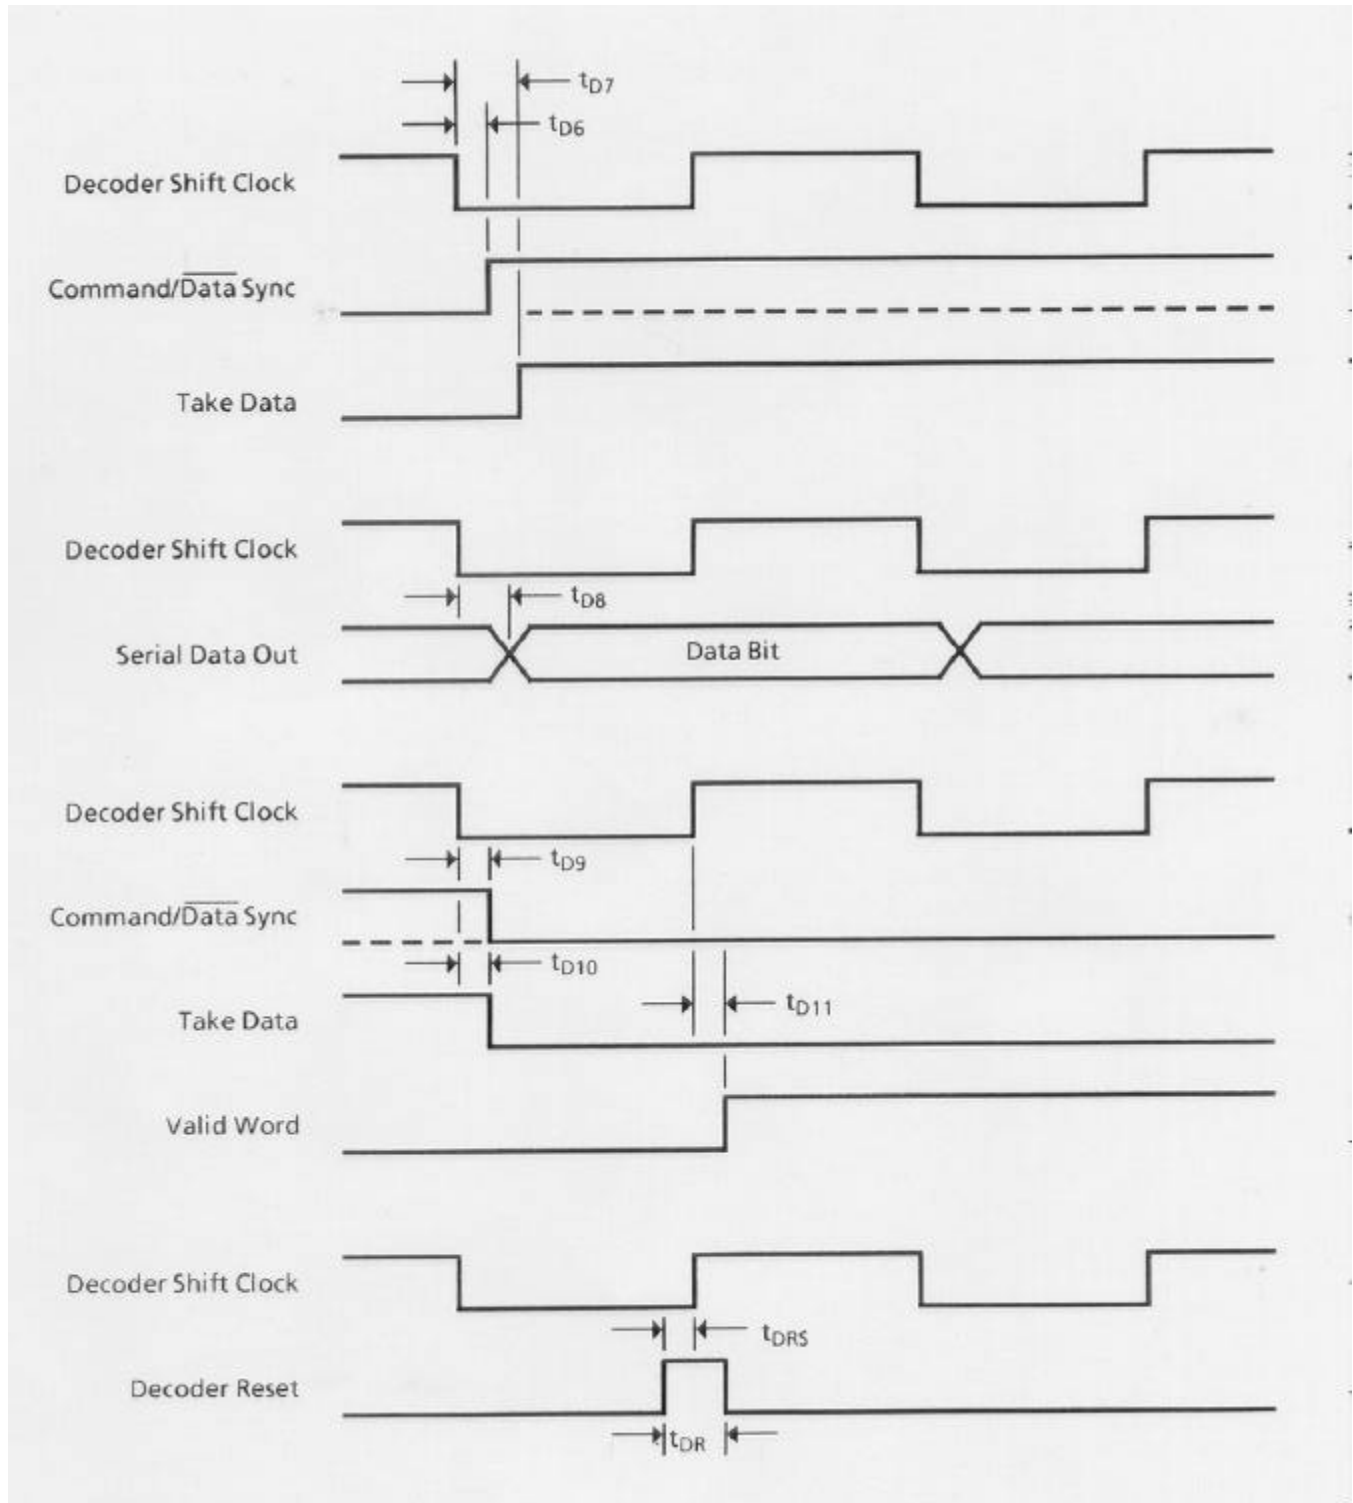 tD7
tD6
Decoder Shift Clock
Command/Data Sync
Take Data
Decoder Shift Clock
tD8
Serial Data Out
Data Bit
Decoder Shift Clock
tD9
Command/Data Sync
tD10
tD11
Take Data
Valid Word
Decoder Shift Clock
tDRS
Decoder Reset
tDR